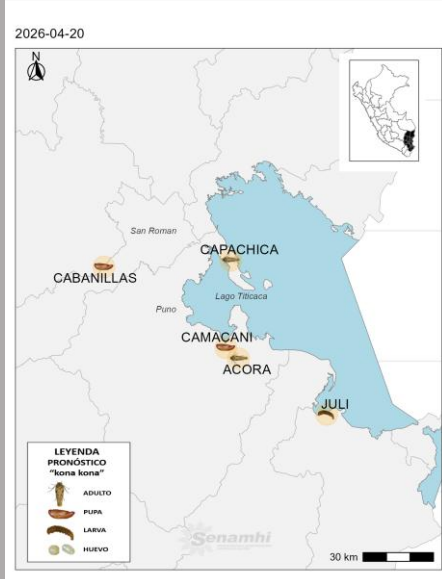 2026-04-20
N
San Roman
CAPACHICA
CABANILLAS
Lago Titicaca
Puno
CAMACANI
ACORA
JULI
LEYENDA
PRONÓSTICO
"kona kona"
ADULTO
PUPA
LARVA
HUEVO
Senamhi
30 km